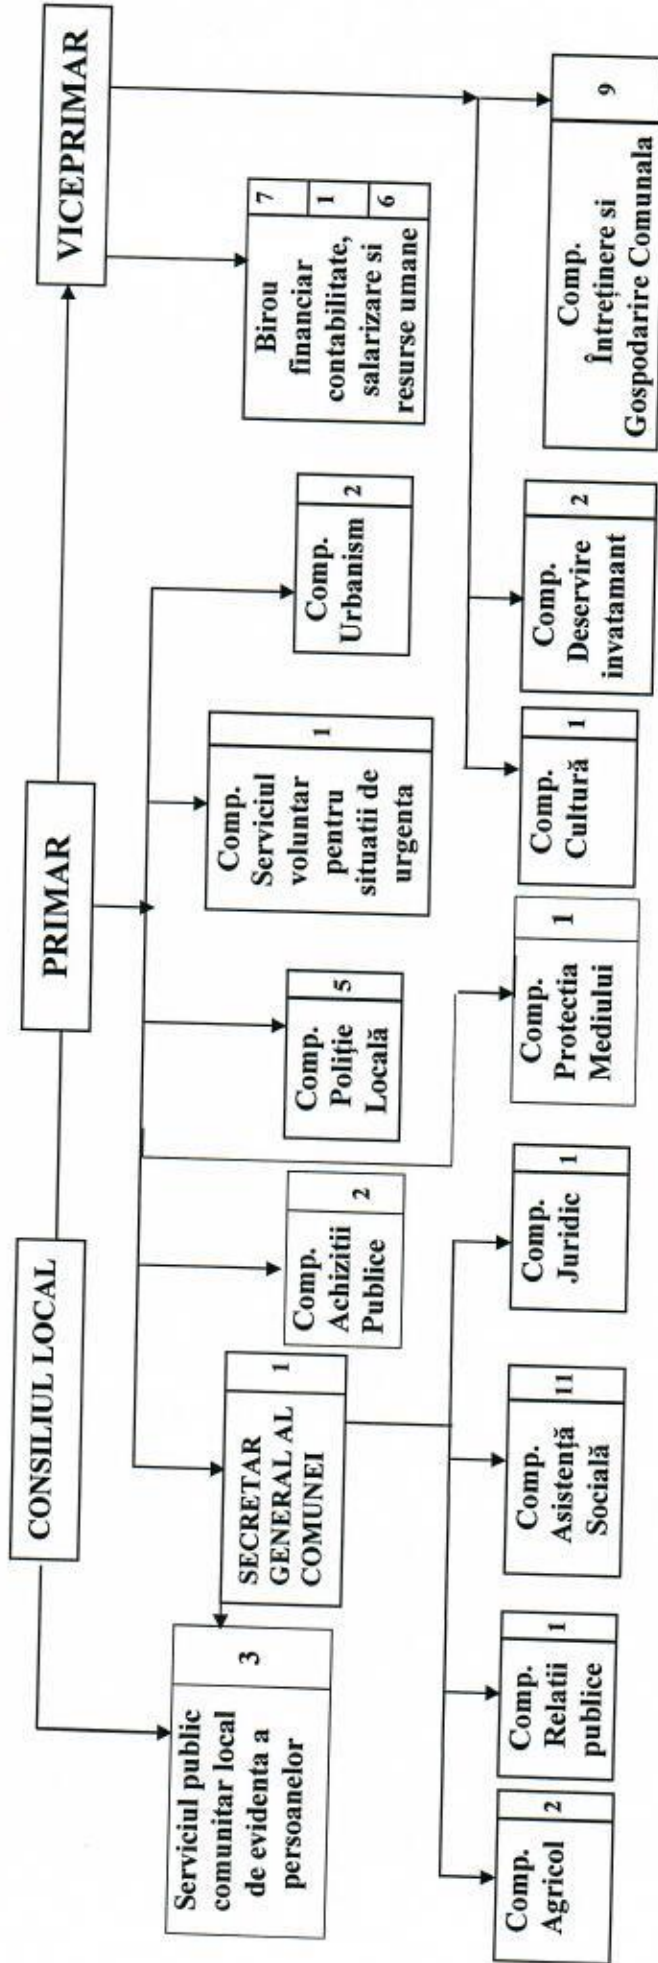 CONSILIUL LOCAL
PRIMAR
VICEPRIMAR
Serviciul public
comunitar local
de evidenta a
persoanelor
3
SECRETAR
GENERAL AL
COMUNEI
1
Comp.
Achizitii
Publice
2
Comp.
Poliție
Locală
5
Comp.
Serviciul
voluntar
pentru
situatii de
urgenta
1
Comp.
Urbanism
2
Birou
financiar
contabilitate,
salarizare si
resurse umane
7
1
6
Comp.
Agricol
2
Comp.
Relatii
publice
1
Comp.
Asistență
Socială
11
Comp.
Juridic
1
Comp.
Protectia
Mediului
1
Comp.
Cultură
1
Comp.
Deservire
invatamant
2
Comp.
Întreținere si
Gospodarire Comunala
9